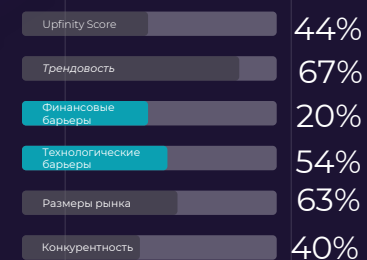 Upfinity Score 44%
Трендовость 67%
Финансовые
барьеры 20%
Технологические
барьеры 54%
Размеры рынка 63%
Конкурентность 40%